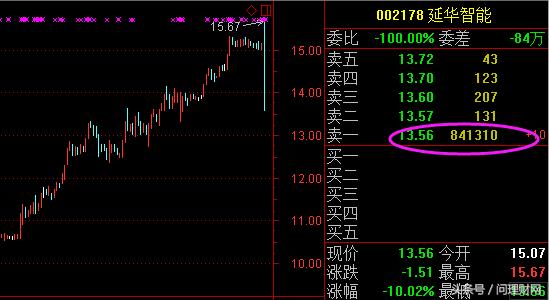 002178 延华智能
委比 -100.00% 委差 -84万
卖五 13.72 43
卖四 13.70 123
卖三 13.60 207
卖二 13.57 131
卖一 13.56 841310 +10
买一
买二
买三
买四
买五
现价 13.56 今开 15.07
涨跌 -1.51 最高 15.67
涨幅 -10.02% 最低
15.67
15.00
14.00
13.00
12.00
11.00
10.00
头条号 / 问理财网